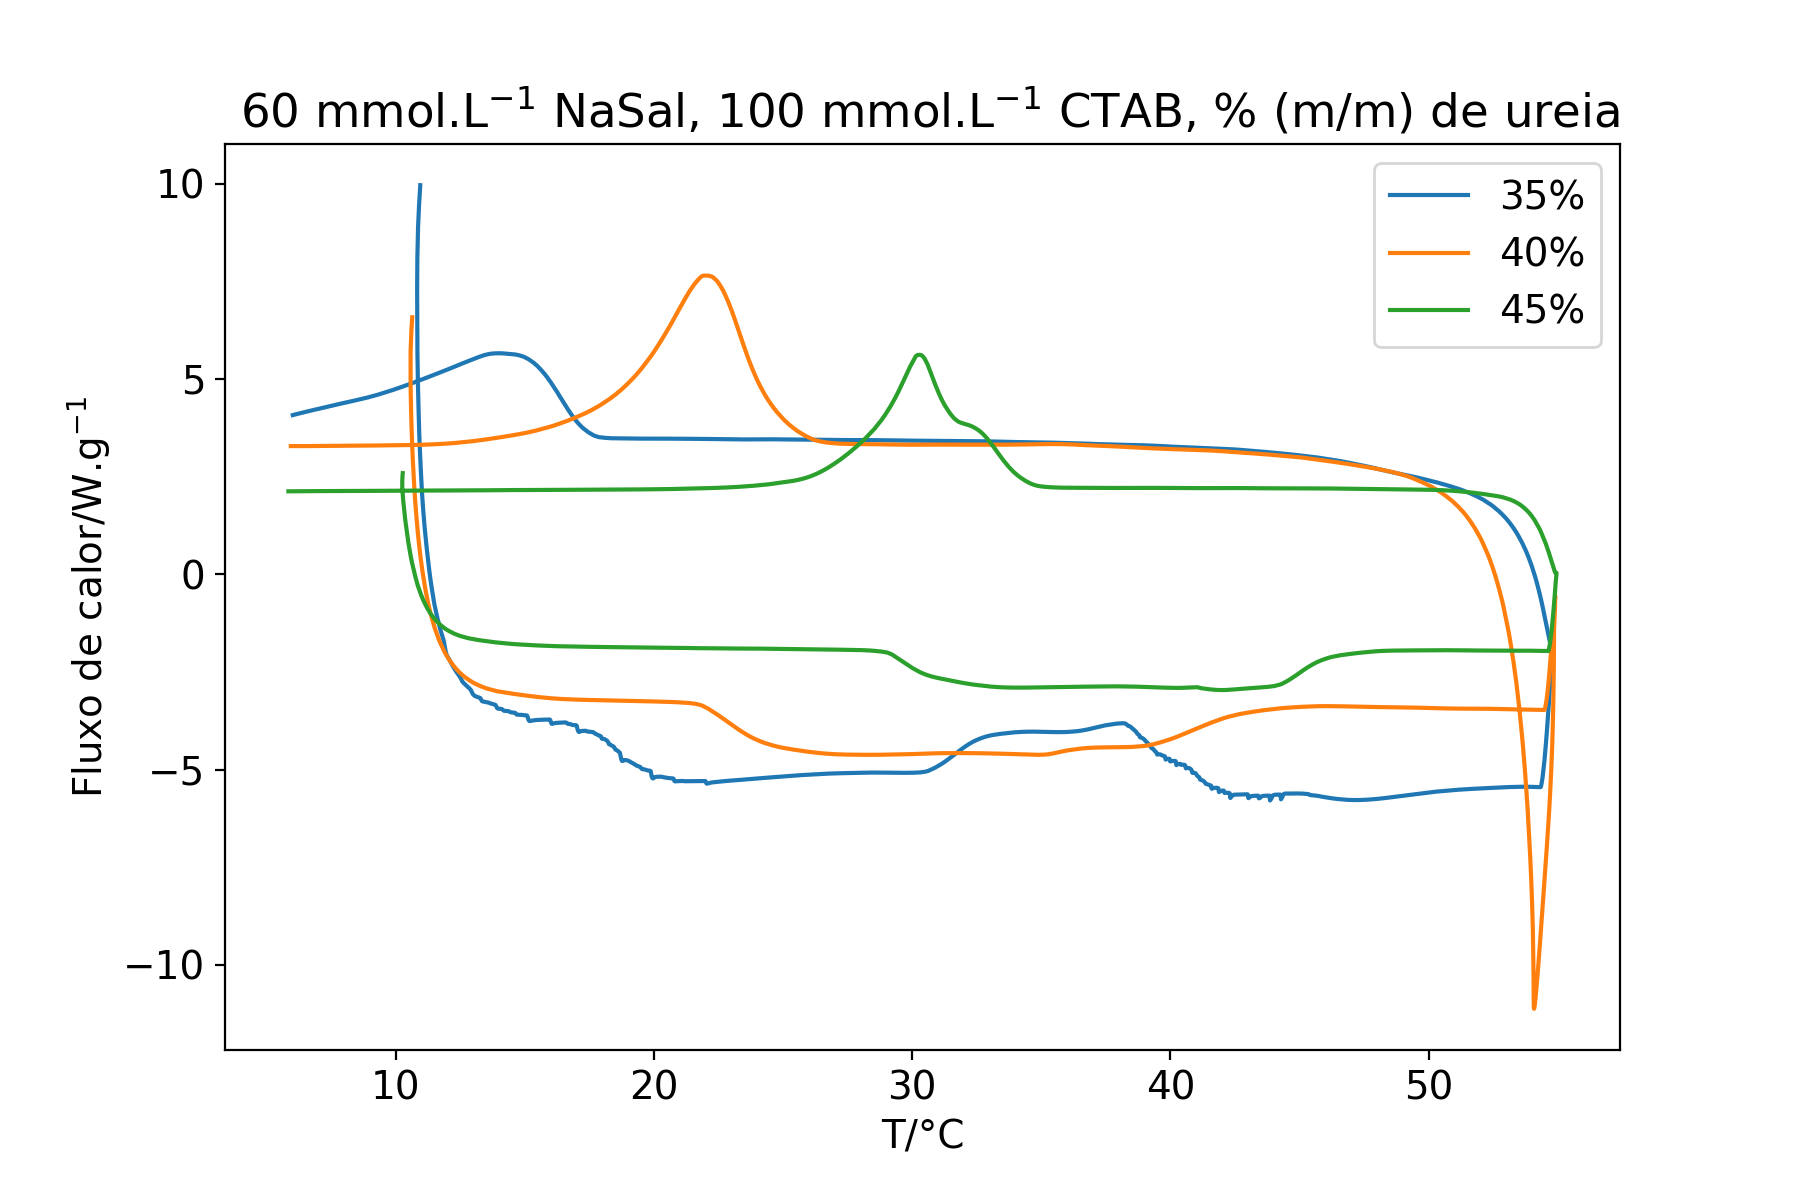 60 mmol.L⁻¹ NaSal, 100 mmol.L⁻¹ CTAB, % (m/m) de ureia
35%
40%
45%
Fluxo de calor/W.g⁻¹
10
5
0
−5
−10
10 20 30 40 50
T/°C